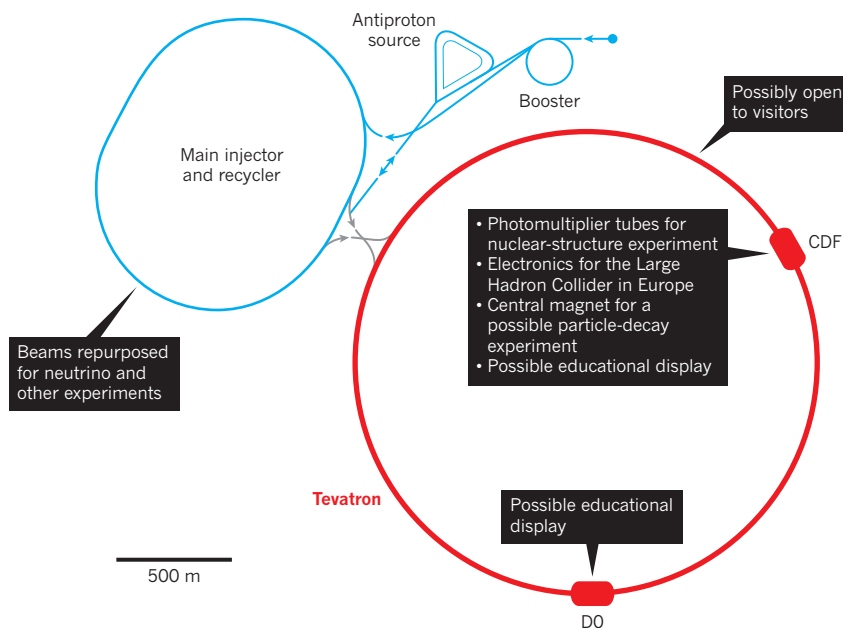 Antiproton
source
Booster
Possibly open
to visitors
Main injector
and recycler
• Photomultiplier tubes for
nuclear-structure experiment
• Electronics for the Large
Hadron Collider in Europe
• Central magnet for a
possible particle-decay
experiment
• Possible educational display
CDF
Beams repurposed
for neutrino and
other experiments
Tevatron
Possible educational
display
500 m
D0